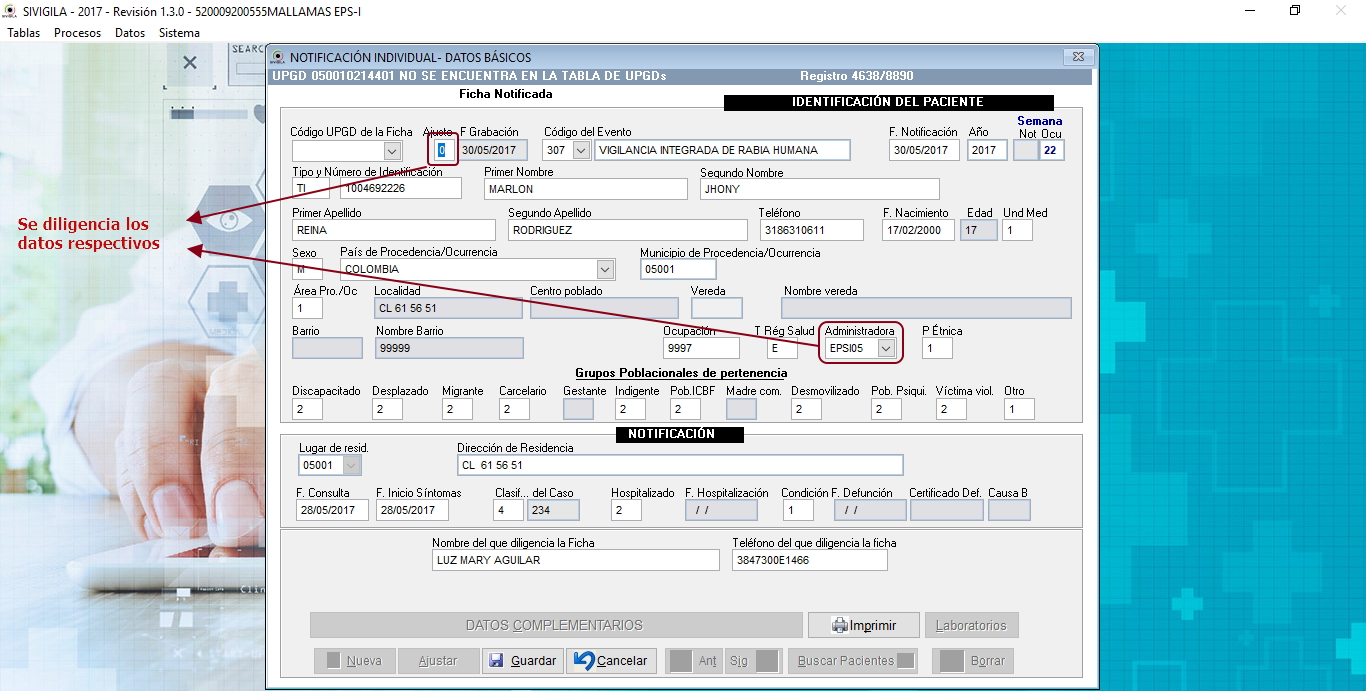 SIVIGILA - 2017 - Revisión 1.3.0 - 520009200555MALLAMAS EPS-I
Tablas Procesos Datos Sistema
SEARC
NOTIFICACIÓN INDIVIDUAL- DATOS BÁSICOS
UPGD 050010214401 NO SE ENCUENTRA EN LA TABLA DE UPGDs Registro 4638/8890
Ficha Notificada
IDENTIFICACIÓN DEL PACIENTE
Semana
Código UPGD de la Ficha Ajuste F Grabación Código del Evento F. Notificación Año Not Ocu
0 30/05/2017 307 VIGILANCIA INTEGRADA DE RABIA HUMANA 30/05/2017 2017 22
Tipo y Número de Identificación Primer Nombre Segundo Nombre
TI 1004692226 MARLON JHONY
Primer Apellido Segundo Apellido Teléfono F. Nacimiento Edad Und Med
REINA RODRIGUEZ 3186310611 17/02/2000 17 1
Se diligencia los
datos respectivos
Sexo País de Procedencia/Ocurrencia Municipio de Procedencia/Ocurrencia
M COLOMBIA 05001
Área Pro./Oc Localidad Centro poblado Vereda Nombre vereda
1 CL 61 56 51
Barrio Nombre Barrio Ocupación T Rég Salud Administradora P Étnica
99999 9997 E EPSI05 1
Grupos Poblacionales de pertenencia
Discapacitado Desplazado Migrante Carcelario Gestante Indigente Pob.ICBF Madre com. Desmovilizado Pob. Psiqui. Víctima viol. Otro
2 2 2 2 2 2 2 2 2 1
NOTIFICACIÓN
Lugar de resid. Dirección de Residencia
05001 CL 61 56 51
F. Consulta F. Inicio Síntomas Clasif... del Caso Hospitalizado F. Hospitalización Condición F. Defunción Certificado Def. Causa B
28/05/2017 28/05/2017 4 234 2 / / 1 / /
Nombre del que diligencia la Ficha Teléfono del que diligencia la ficha
LUZ MARY AGUILAR 3847300E1466
DATOS COMPLEMENTARIOS Imprimir Laboratorios
Nueva Ajustar Guardar Cancelar Ant Sig Buscar Pacientes Borrar